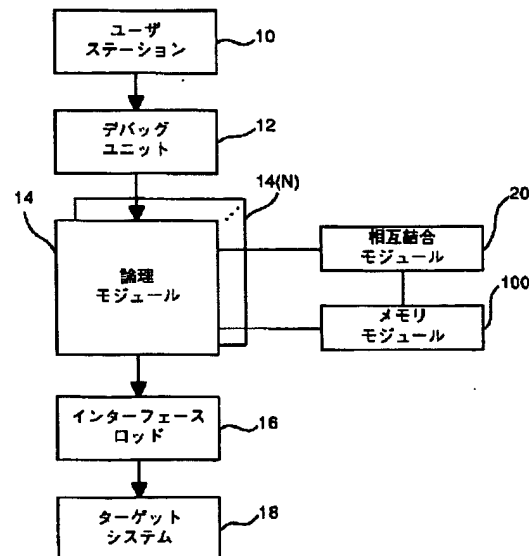 ユーザ
ステーション
10
デバッグ
ユニット
12
14(N)
14
論理
モジュール
20
相互結合
モジュール
100
メモリ
モジュール
インターフェース
ロッド
16
ターゲット
システム
18